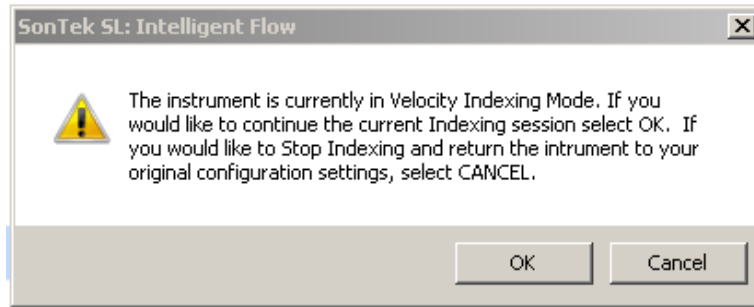 SonTek SL: Intelligent Flow
The instrument is currently in Velocity Indexing Mode. If you
would like to continue the current Indexing session select OK. If
you would like to Stop Indexing and return the intrument to your
original configuration settings, select CANCEL.
OK
Cancel